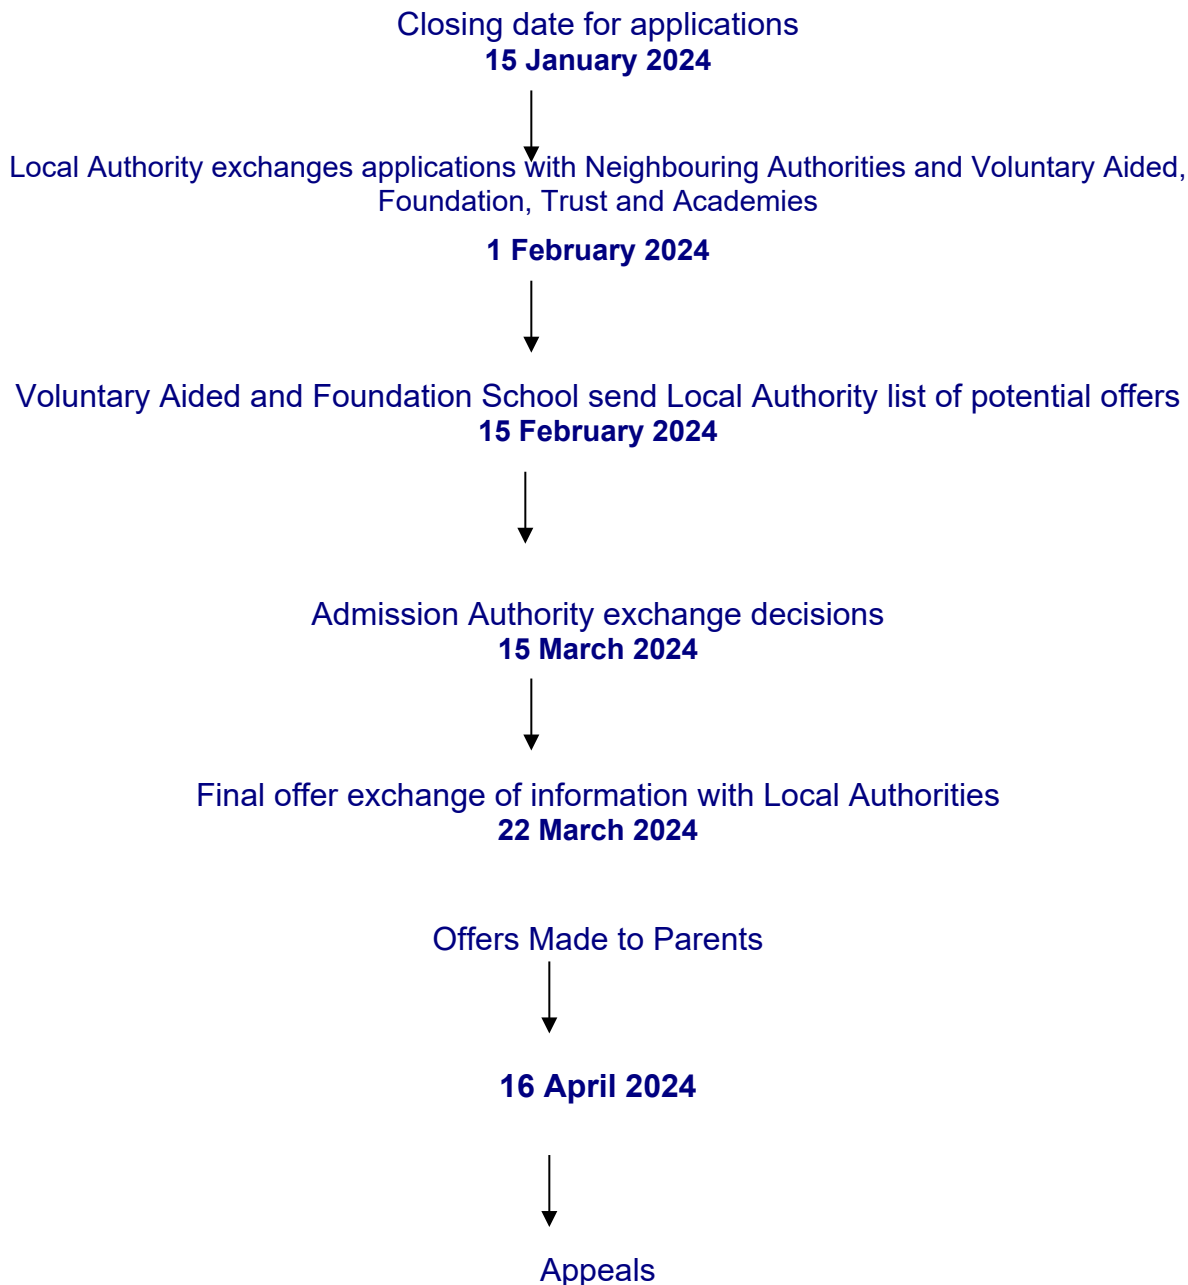 Closing date for applications
15 January 2024
Local Authority exchanges applications with Neighbouring Authorities and Voluntary Aided,
Foundation, Trust and Academies
1 February 2024
Voluntary Aided and Foundation School send Local Authority list of potential offers
15 February 2024
Admission Authority exchange decisions
15 March 2024
Final offer exchange of information with Local Authorities
22 March 2024
Offers Made to Parents
16 April 2024
Appeals